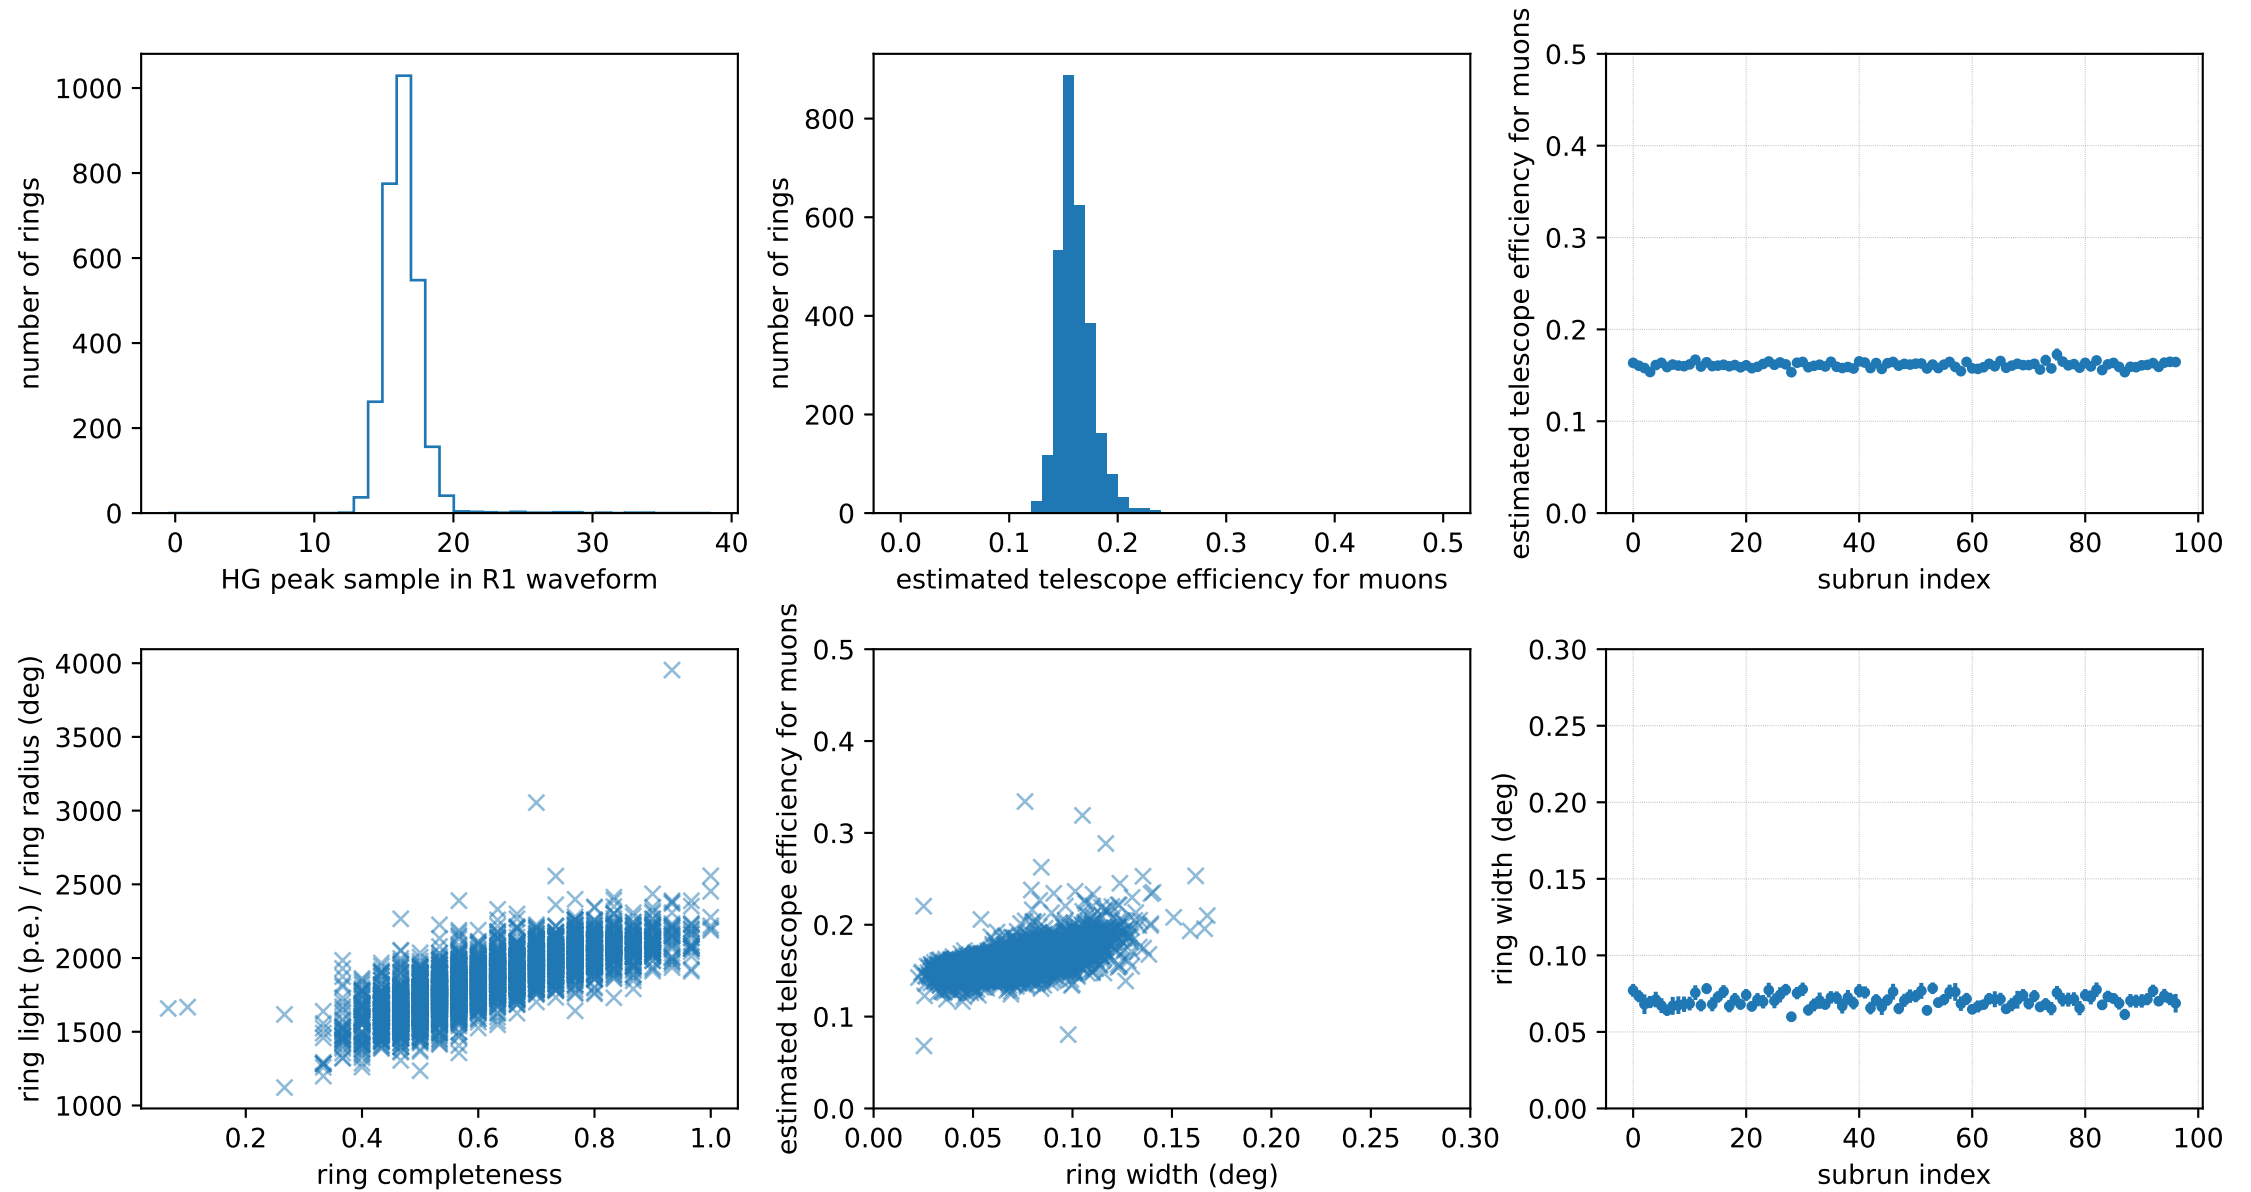 number of rings
1000
800
600
400
200
0
0 10 20 30 40
HG peak sample in R1 waveform
number of rings
800
600
400
200
0
0.0 0.1 0.2 0.3 0.4 0.5
estimated telescope efficiency for muons
estimated telescope efficiency for muons
0.5
0.4
0.3
0.2
0.1
0.0
0 20 40 60 80 100
subrun index
ring light (p.e.) / ring radius (deg)
4000
3500
3000
2500
2000
1500
1000
0.2 0.4 0.6 0.8 1.0
ring completeness
estimated telescope efficiency for muons
0.5
0.4
0.3
0.2
0.1
0.0
0.00 0.05 0.10 0.15 0.20 0.25 0.30
ring width (deg)
ring width (deg)
0.30
0.25
0.20
0.15
0.10
0.05
0.00
0 20 40 60 80 100
subrun index